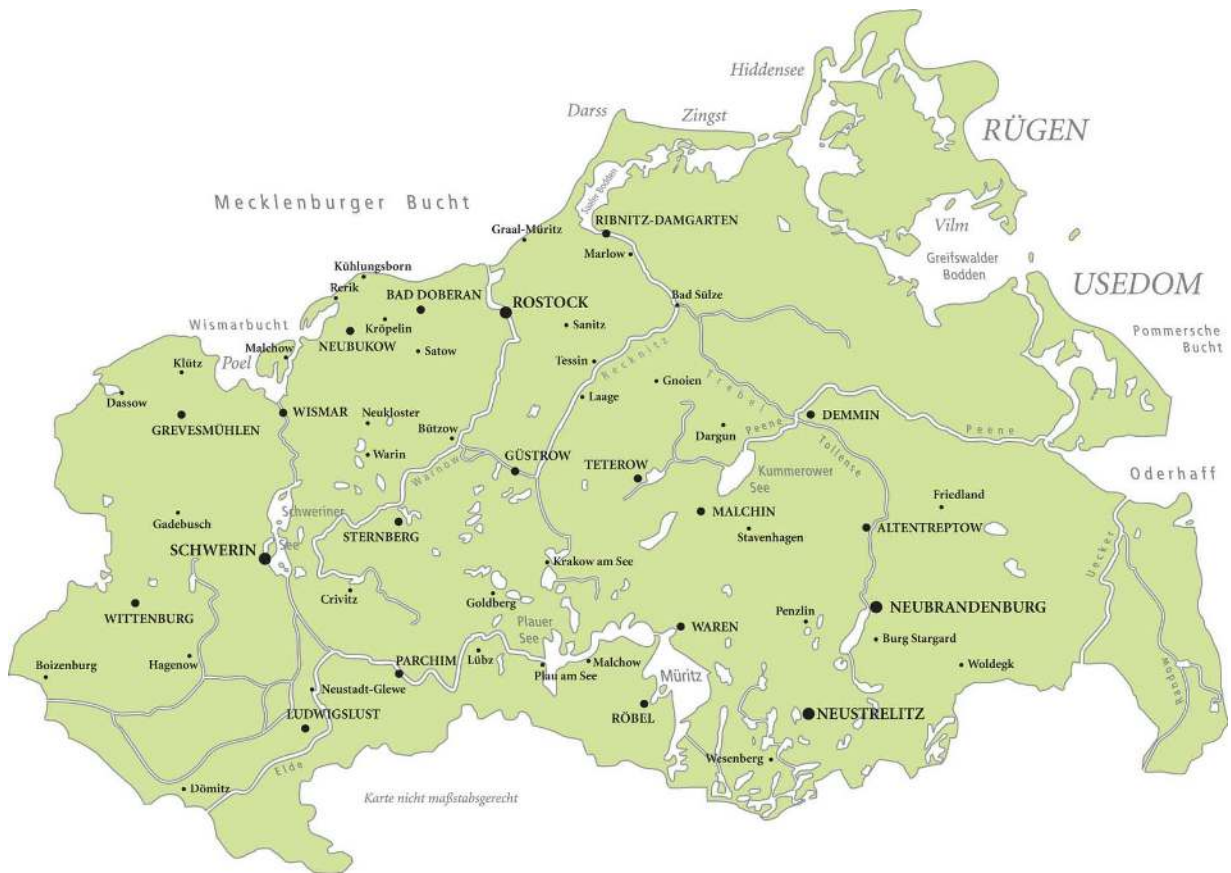 Hiddensee
Darss
Zingst
RÜGEN
Saaler Bodden
Mecklenburger Bucht
RIBNITZ-DAMGARTEN
Vilm
Graal-Müritz
Marlow
Greifswalder
Bodden
Kühlungsborn
USEDOM
Rerik
BAD DOBERAN
Bad Sülze
ROSTOCK
Wismarbucht
Kröpelin
Sanitz
Pommersche
Bucht
NEUBUKOW
Malchow
Satow
Poel
Klütz
Tessin
Recknitz
Gnoien
Trebel
Dassow
Laage
GREVESMÜHLEN
WISMAR
Neukloster
DEMMIN
Peene
Peene
Dargun
Bützow
Tollense
Warin
GÜSTROW
Warnow
TETEROW
Kummerower
See
Oderhaff
Friedland
Schweriner
See
Gadebusch
STERNBERG
MALCHIN
Stavenhagen
ALTENTREPTOW
SCHWERIN
Krakow am See
Uecker
Crivitz
Goldberg
WITTENBURG
NEUBRANDENBURG
Penzlin
Plauer
See
WAREN
Burg Stargard
Boizenburg
Hagenow
PARCHIM
Lübz
Plau am See
Malchow
Woldegk
Müritz
Randow
Neustadt-Glewe
RÖBEL
NEUSTRELITZ
LUDWIGSLUST
Wesenberg
Elde
Dömitz
Karte nicht maßstabsgerecht